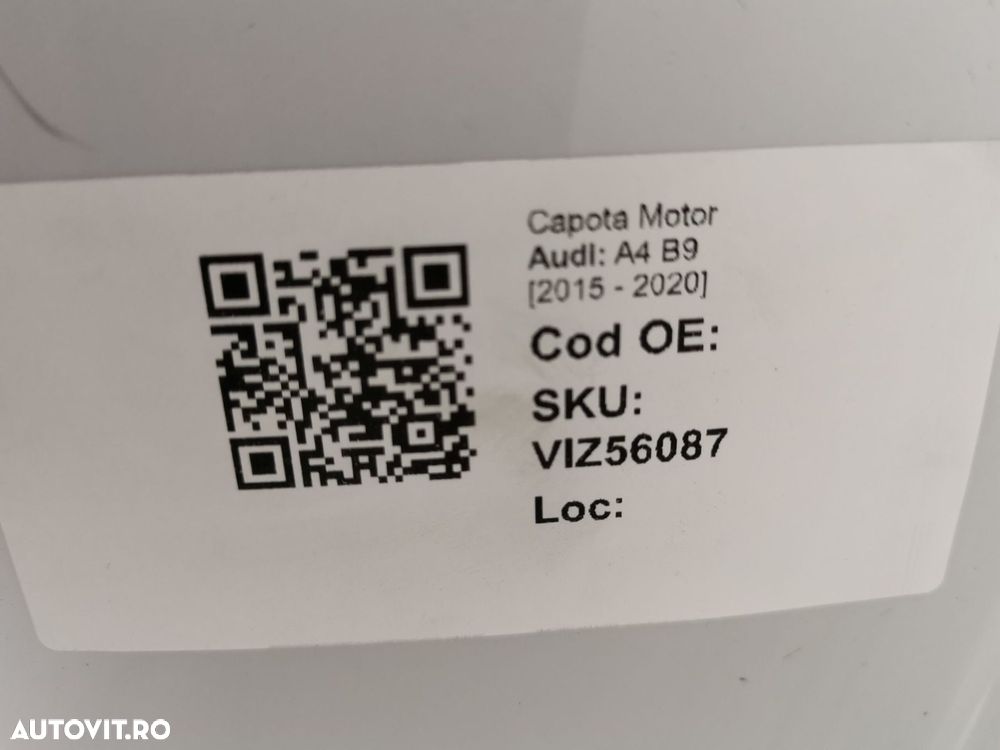 Capota Motor
Audi: A4 B9
[2015 - 2020]
Cod OE:
SKU:
VIZ56087
Loc:
AUTOVIT.RO